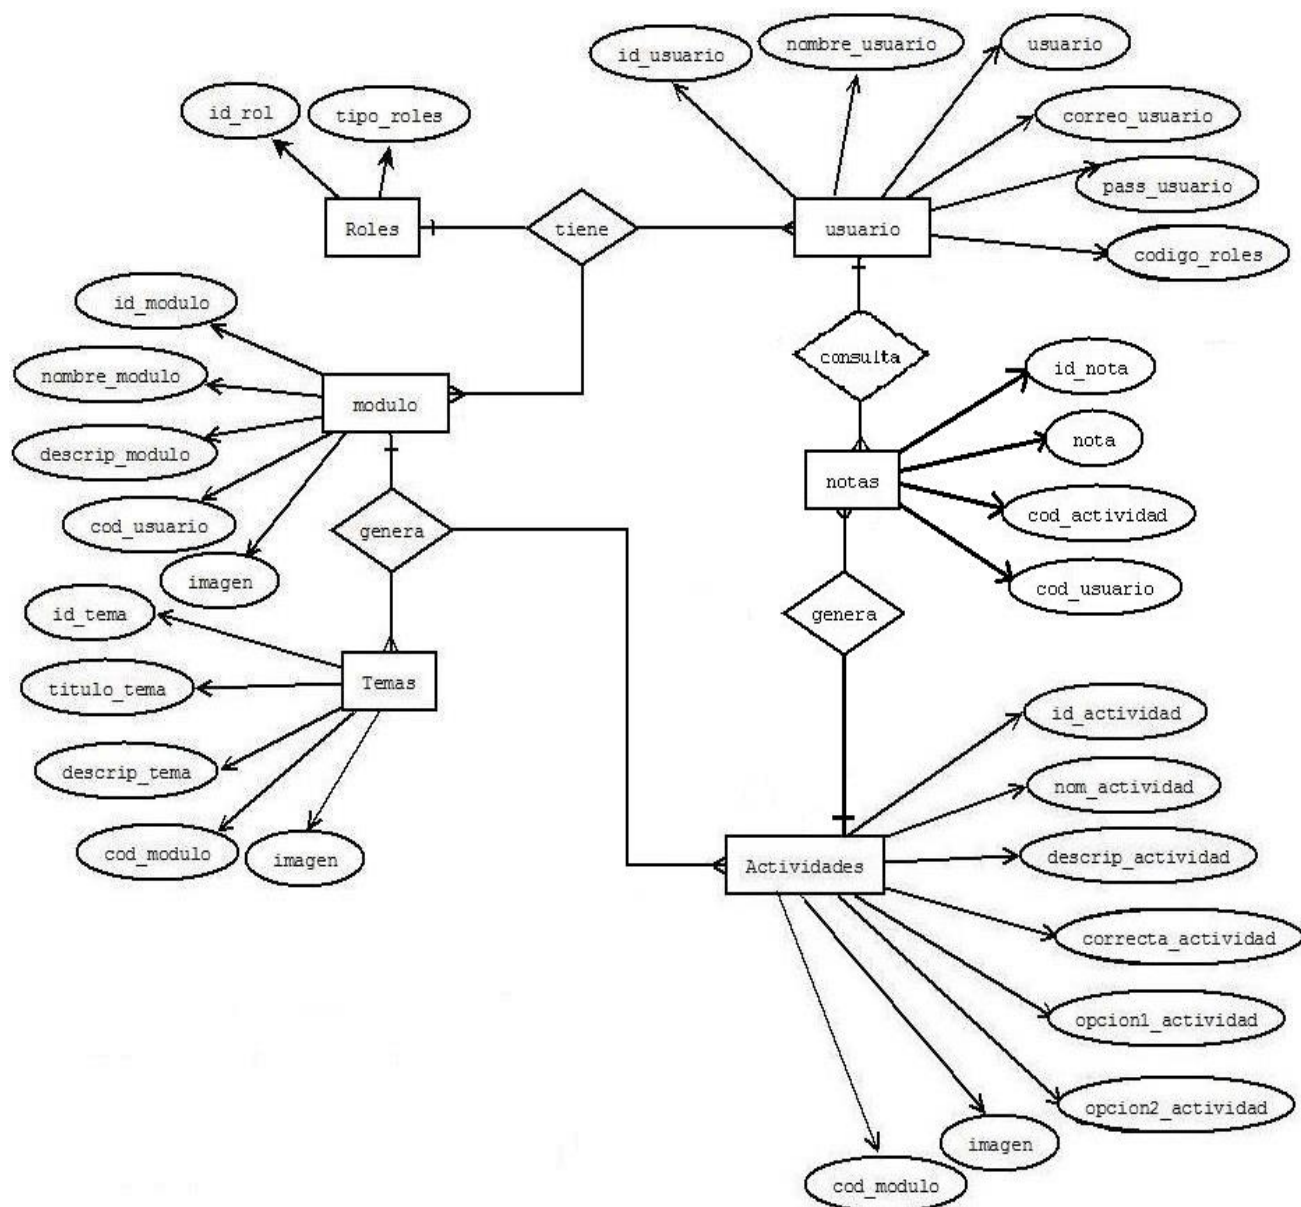 nombre_usuario
usuario
id_usuario
id_rol
tipo_roles
correo_usuario
pass_usuario
Roles
tiene
usuario
codigo_roles
id_modulo
consulta
id_nota
nombre_modulo
modulo
nota
descrip_modulo
notas
cod_actividad
cod_usuario
genera
imagen
cod_usuario
id_tema
genera
titulo_tema
Temas
id_actividad
descrip_tema
nom_actividad
cod_modulo
imagen
Actividades
descrip_actividad
correcta_actividad
opcion1_actividad
opcion2_actividad
imagen
cod_modulo